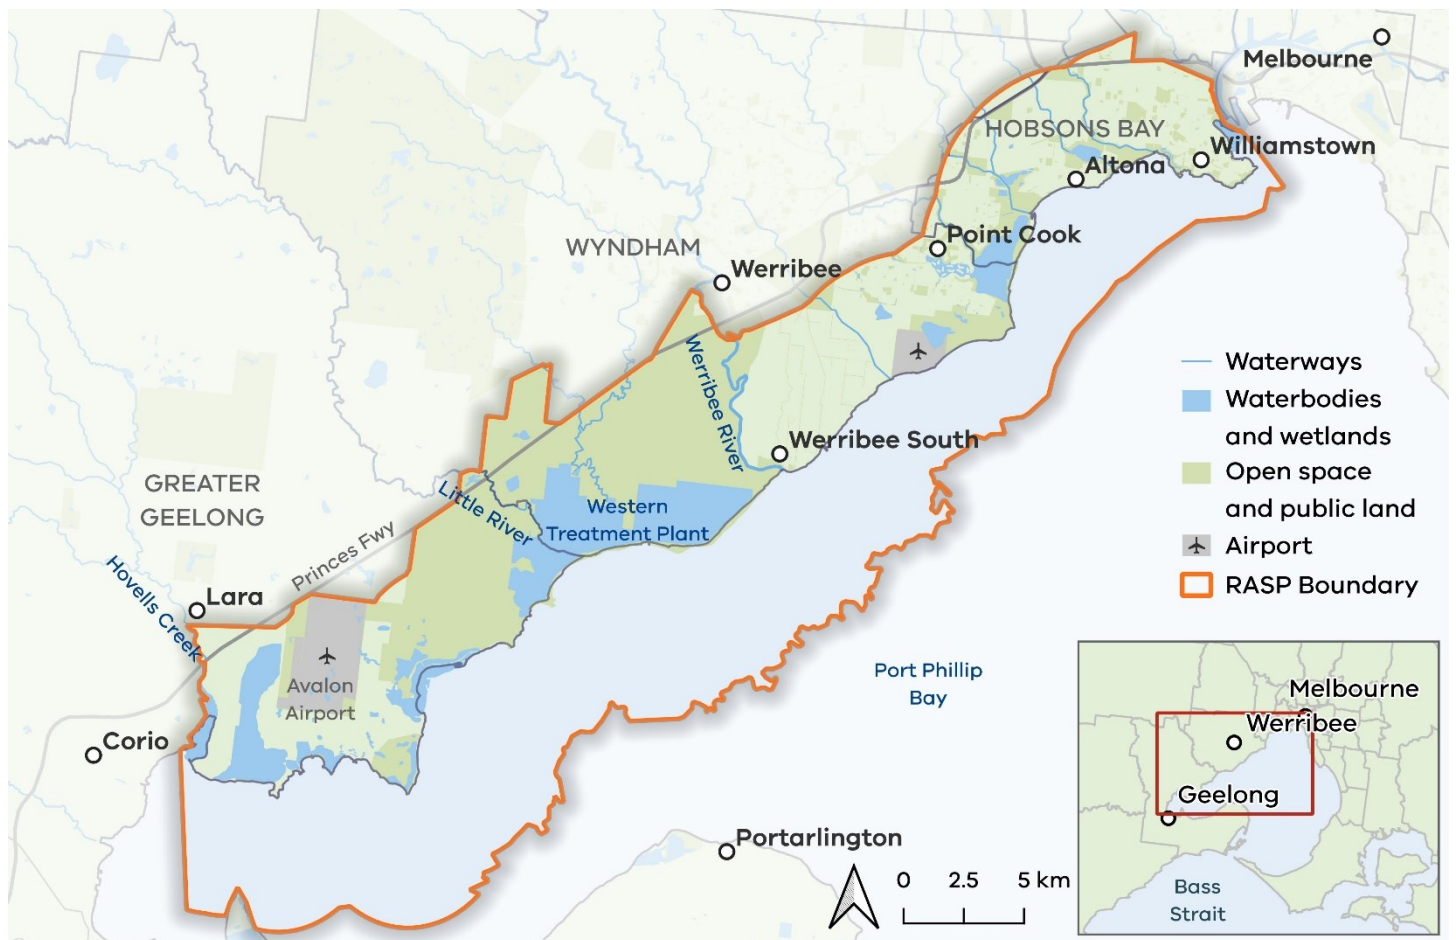 Melbourne
HOBSONS BAY
Williamstown
Altona
Point Cook
WYNDHAM
Werribee
Werribee River
Werribee South
Waterways
Waterbodies
and wetlands
Open space
and public land
Airport
RASP Boundary
GREATER
GEELONG
Little River
Western
Treatment Plant
Princes Fwy
Hovells Creek
Lara
Avalon
Airport
Corio
Port Phillip
Bay
Portarlington
0 2.5 5 km
Melbourne
Werribee
Geelong
Bass
Strait